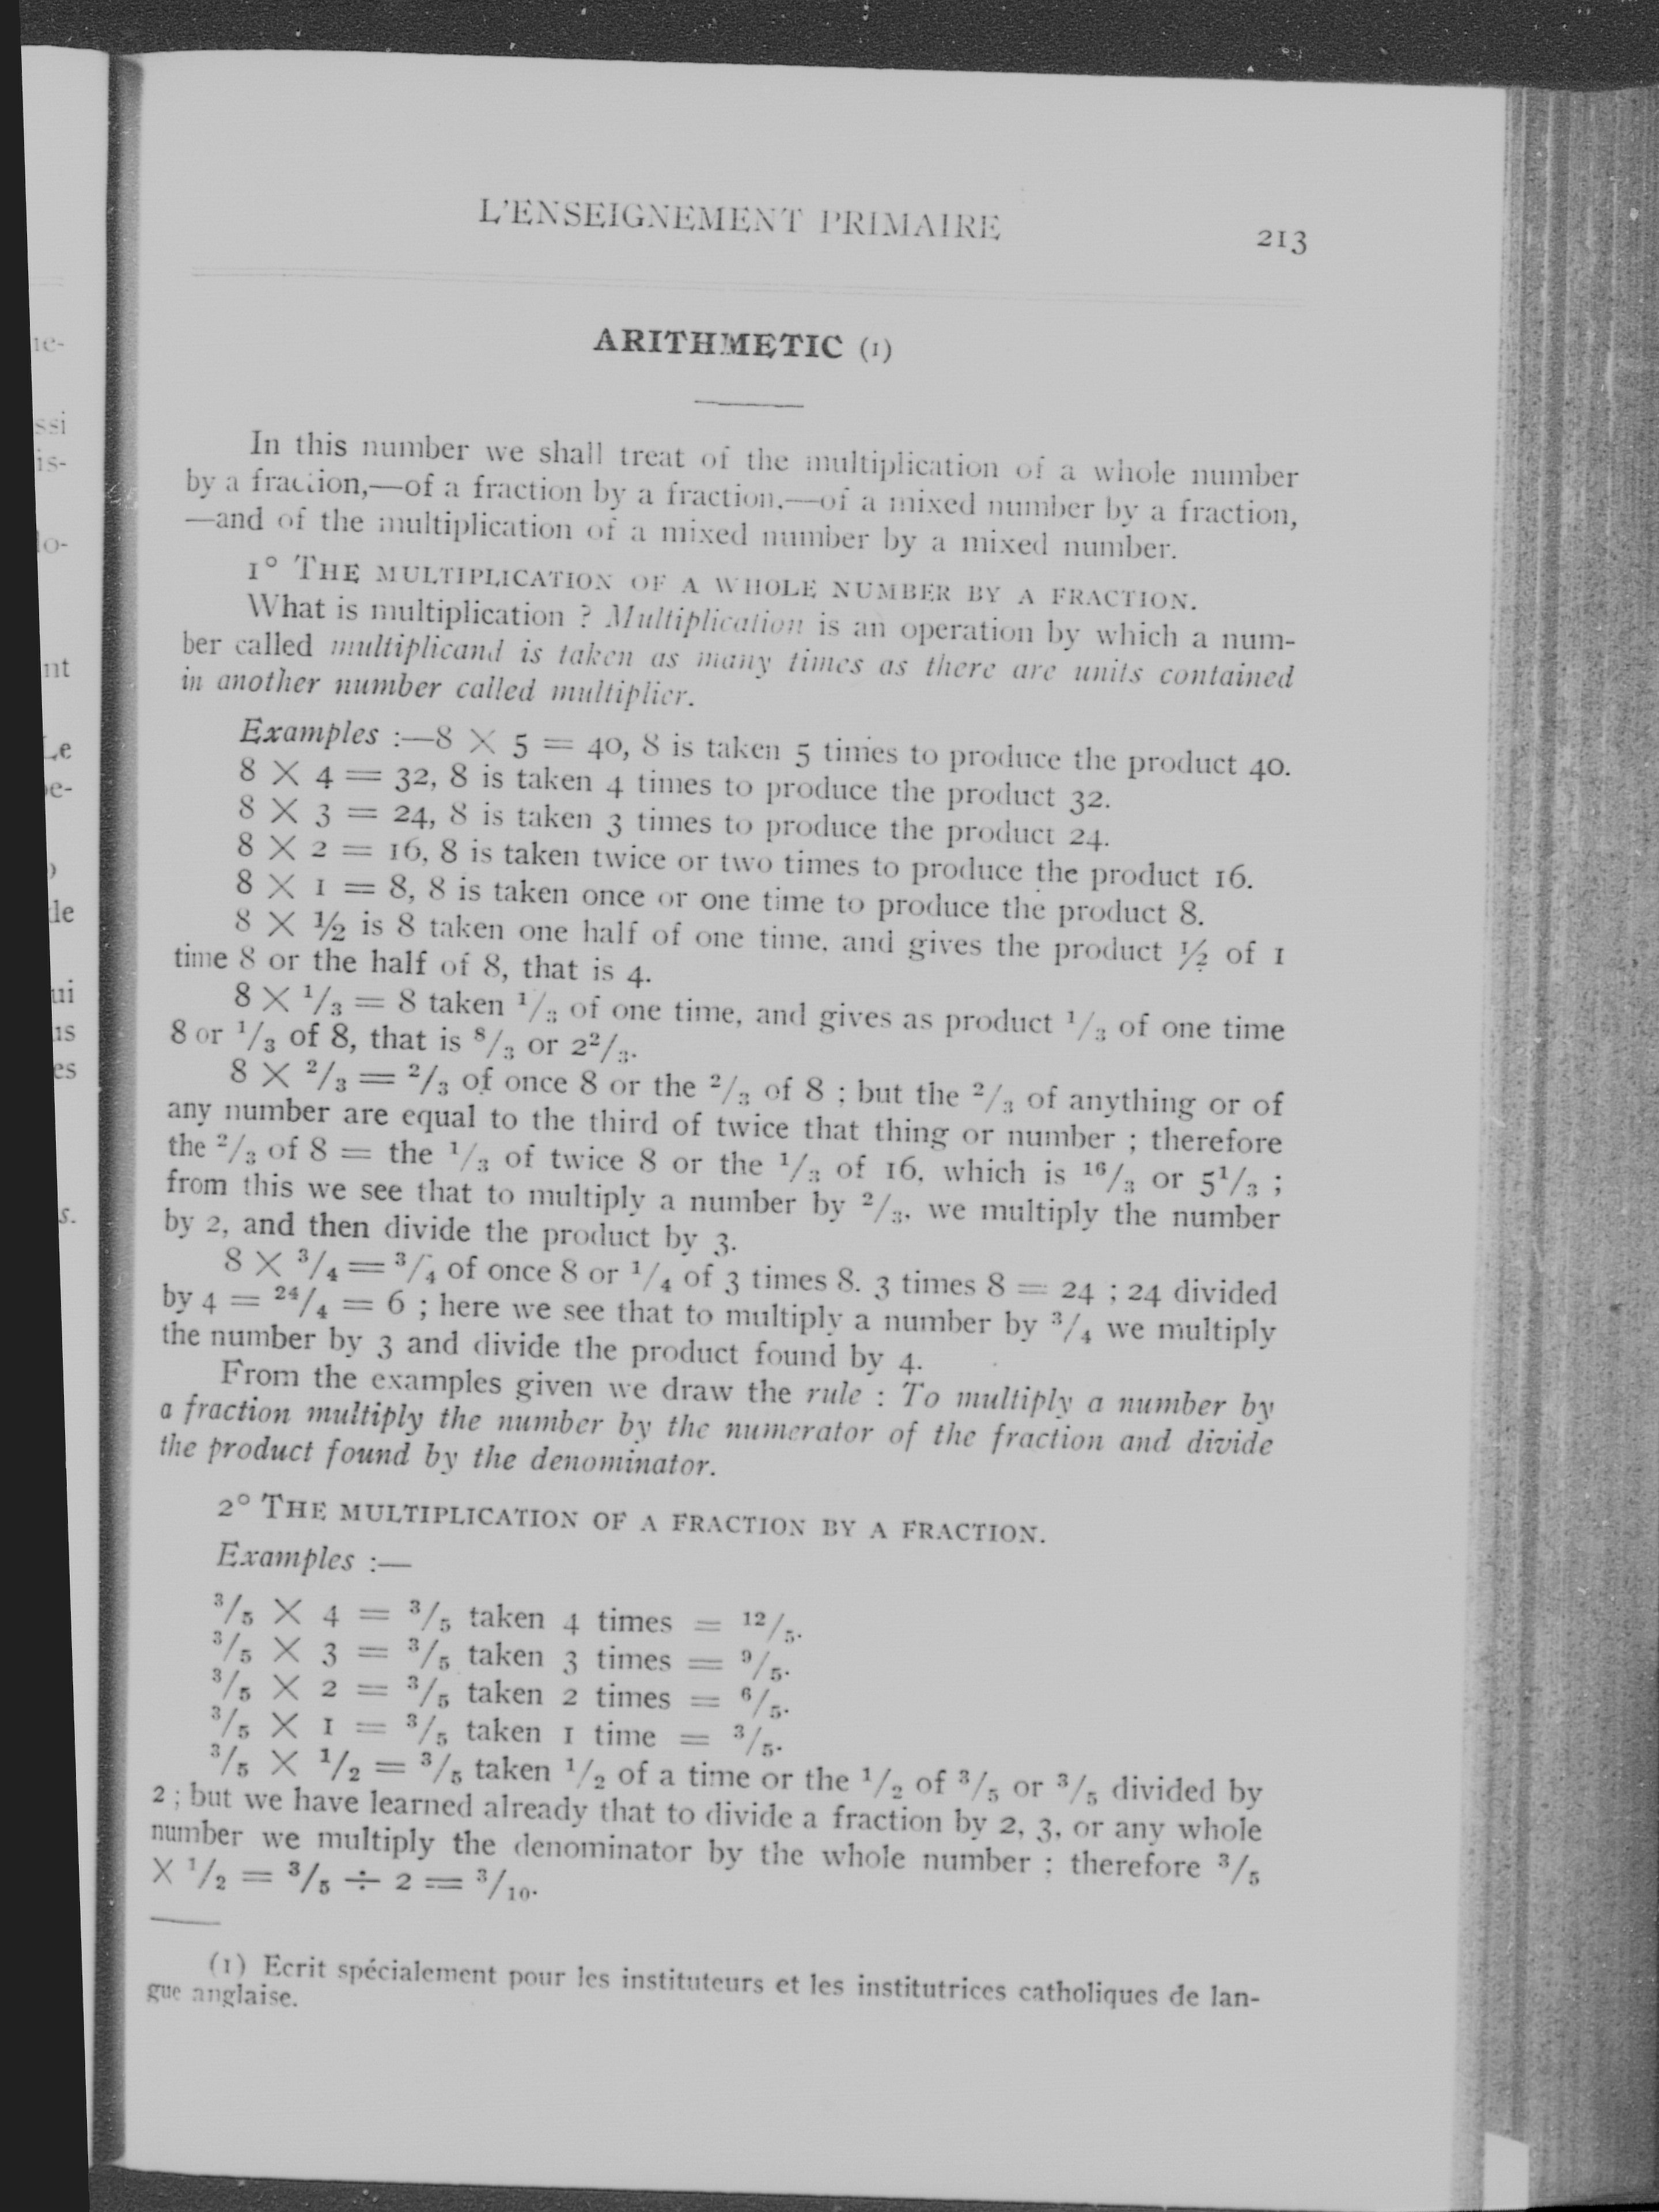 L'ENSEIGNEMENT PRIMAIRE 213
ARITHMETIC (1)
In this number we shall treat of the multiplication of a whole number
by a fraction,—of a fraction by a fraction,—of a mixed number by a fraction,
—and of the multiplication of a mixed number by a mixed number.
1° THE MULTIPLICATION OF A WHOLE NUMBER BY A FRACTION.
What is multiplication ? Multiplication is an operation by which a num-
ber called multiplicand is taken as many times as there are units contained
in another number called multiplier.
Examples :—8 × 5 = 40, 8 is taken 5 times to produce the product 40.
8 × 4 = 32, 8 is taken 4 times to produce the product 32.
8 × 3 = 24, 8 is taken 3 times to produce the product 24.
8 × 2 = 16, 8 is taken twice or two times to produce the product 16.
8 × 1 = 8, 8 is taken once or one time to produce the product 8.
8 × ½ is 8 taken one half of one time, and gives the product ½ of 1
time 8 or the half of 8, that is 4.
8 × 1/3 = 8 taken 1/3 of one time, and gives as product 1/3 of one time
8 or 1/3 of 8, that is 8/3 or 2 2/3.
8 × 2/3 = 2/3 of once 8 or the 2/3 of 8 ; but the 2/3 of anything or of
any number are equal to the third of twice that thing or number ; therefore
the 2/3 of 8 = the 1/3 of twice 8 or the 1/3 of 16, which is 16/3 or 5 1/3 ;
from this we see that to multiply a number by 2/3, we multiply the number
by 2, and then divide the product by 3.
8 × 3/4 = 3/4 of once 8 or 1/4 of 3 times 8. 3 times 8 = 24 ; 24 divided
by 4 = 24/4 = 6 ; here we see that to multiply a number by 3/4 we multiply
the number by 3 and divide the product found by 4.
From the examples given we draw the rule : To multiply a number by
a fraction multiply the number by the numerator of the fraction and divide
the product found by the denominator.
2° THE MULTIPLICATION OF A FRACTION BY A FRACTION.
Examples :—
3/5 × 4 = 3/5 taken 4 times = 12/5.
3/5 × 3 = 3/5 taken 3 times = 9/5.
3/5 × 2 = 3/5 taken 2 times = 6/5.
3/5 × 1 = 3/5 taken 1 time = 3/5.
3/5 × 1/2 = 3/5 taken 1/2 of a time or the 1/2 of 3/5 or 3/5 divided by
2 ; but we have learned already that to divide a fraction by 2, 3, or any whole
number we multiply the denominator by the whole number ; therefore 3/5
× 1/2 = 3/5 ÷ 2 = 3/10.
(1) Ecrit spécialement pour les instituteurs et les institutrices catholiques de lan-
gue anglaise.